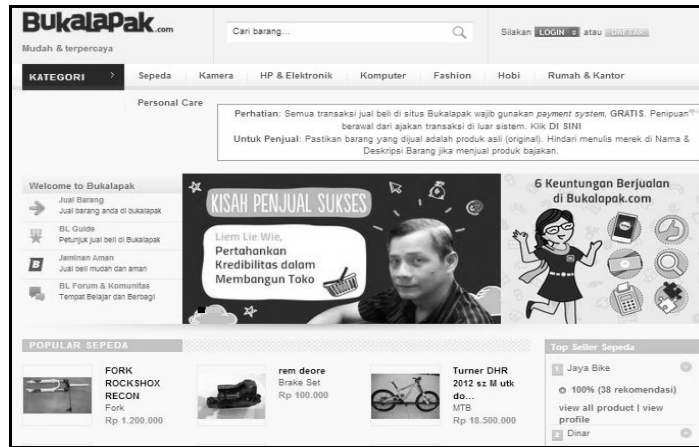 BukalaPak.com
Mudah & terpercaya
Cari barang...
Silakan LOGIN atau DAFTAR
KATEGORI Sepeda Kamera HP & Elektronik Komputer Fashion Hobi Rumah & Kantor
Personal Care
Perhatian: Semua transaksi jual beli di situs Bukalapak wajib gunakan payment system, GRATIS. Penipuan
berawal dari ajakan transaksi di luar sistem. Klik DI SINI
Untuk Penjual: Pastikan barang yang dijual adalah produk asli (original). Hindari menulis merek di Nama &
Deskripsi Barang jika menjual produk bajakan.
Welcome to Bukalapak
Jual Barang
Jual barang anda di bukalapak
BL Guide
Petunjuk jual beli di Bukalapak
Jaminan Aman
Jual beli mudah dan aman
BL Forum & Komunitas
Tempat Belajar dan Berbagi
KISAH PENJUAL SUKSES
Liem Lie Wie,
Pertahankan
Kredibilitas dalam
Membangun Toko
6 Keuntungan Berjualan
di Bukalapak.com
POPULAR SEPEDA
FORK
ROCKSHOX
RECON
Fork
Rp 1.200.000
rem deore
Brake Set
Rp 100.000
Turner DHR
2012 sz M utk
do...
MTB
Rp 18.500.000
Top Seller Sepeda
1 Jaya Bike
100% (38 rekomendasi)
view all product | view
profile
2 Dinar